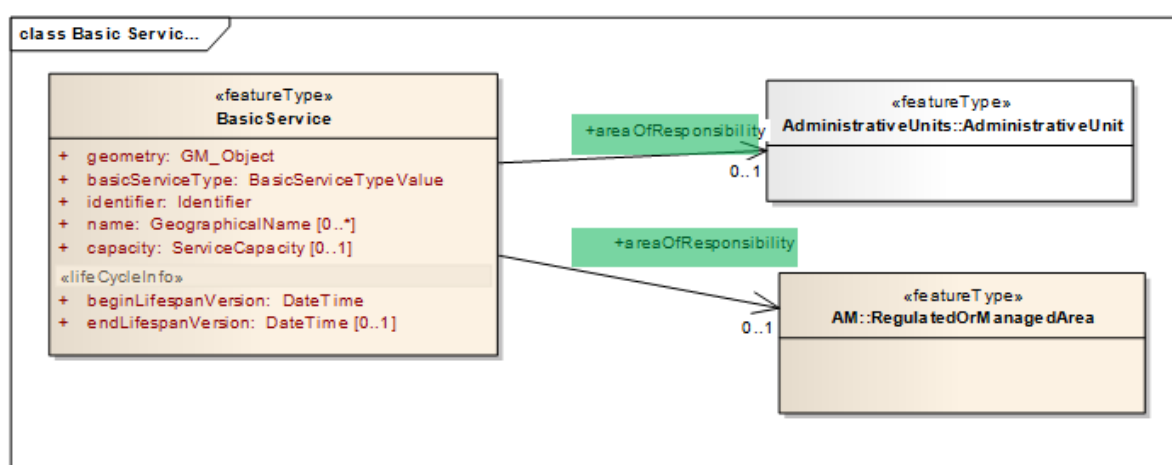 class Basic Servic...
«featureType»
BasicService
+ geometry: GM_Object
+ basicServiceType: BasicServiceTypeValue
+ identifier: Identifier
+ name: GeographicalName [0..*]
+ capacity: ServiceCapacity [0..1]
«lifeCycleInfo»
+ beginLifespanVersion: DateTime
+ endLifespanVersion: DateTime [0..1]
+areaOfResponsibility
0..1
«featureType»
AdministrativeUnits::AdministrativeUnit
+areaOfResponsibility
0..1
«featureType»
AM::RegulatedOrManagedArea